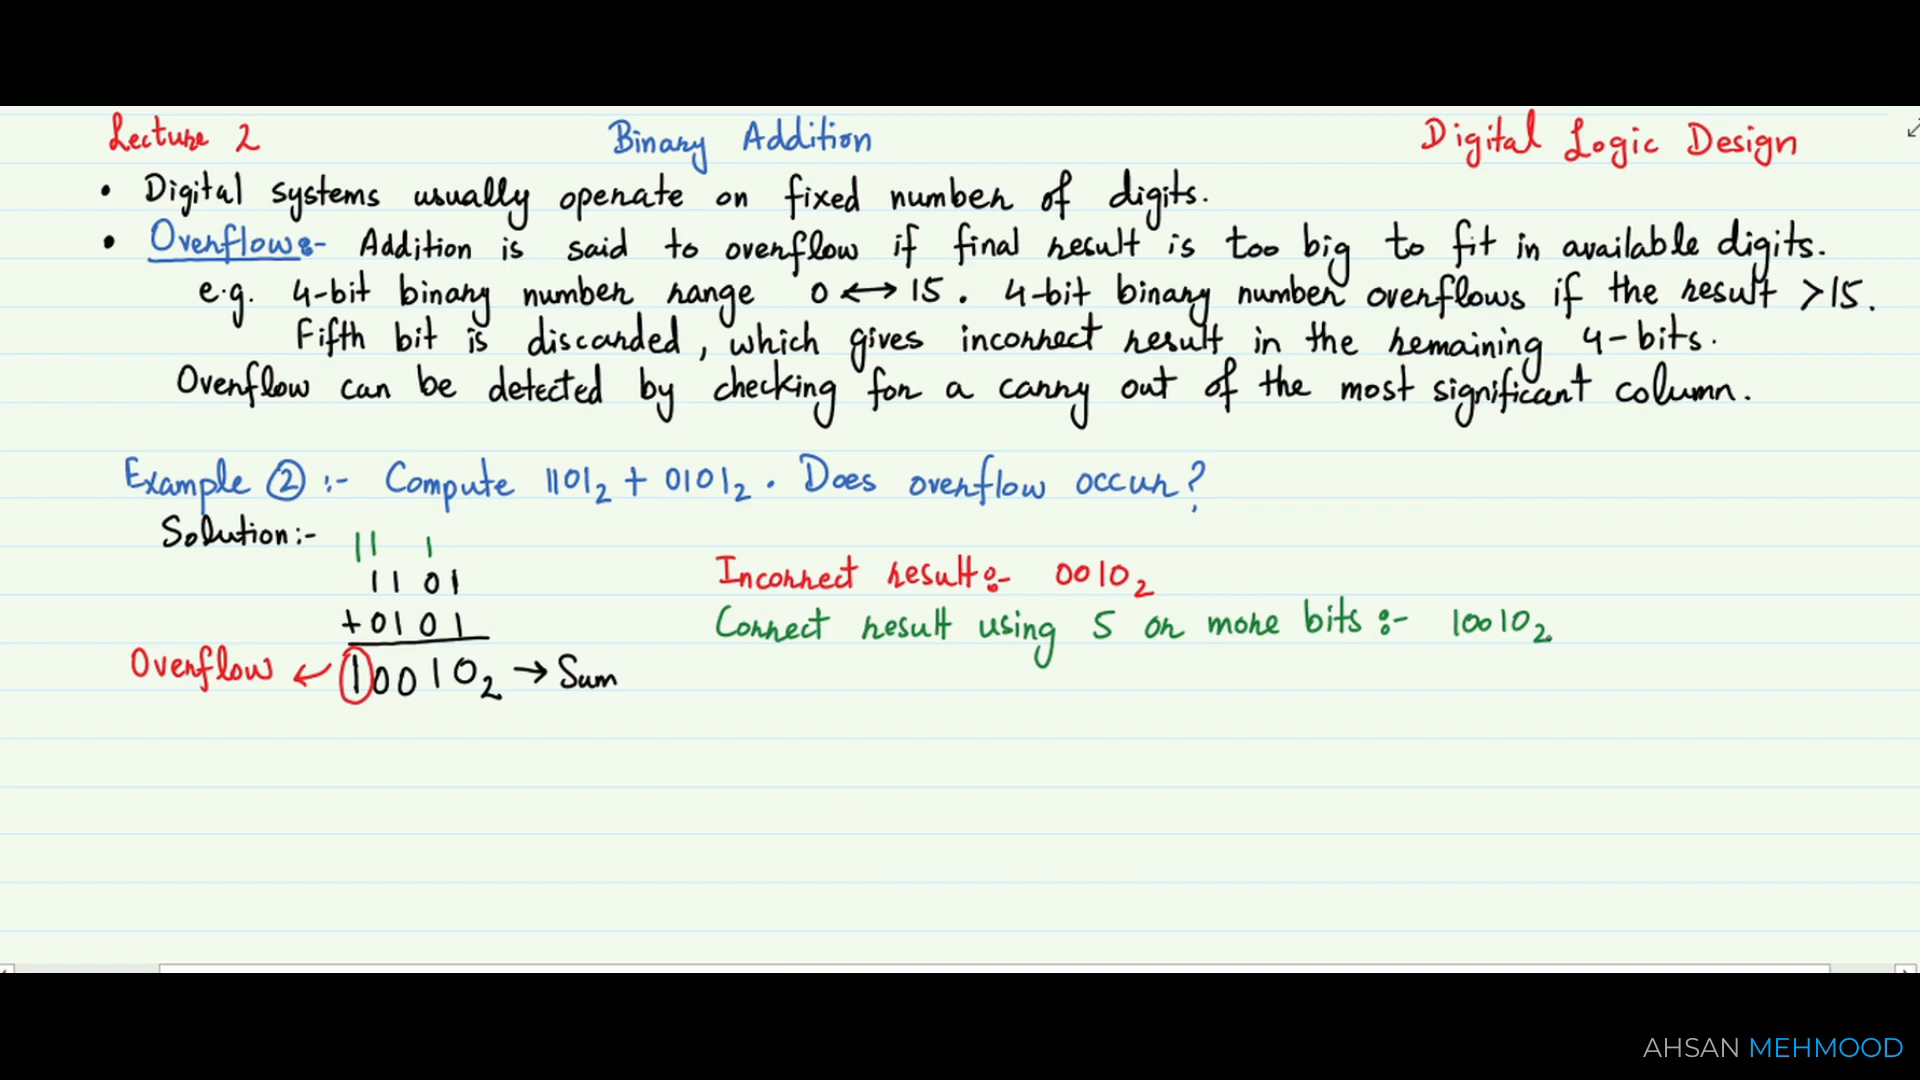 Lecture 2 Binary Addition Digital Logic Design
• Digital systems usually operate on fixed number of digits.
• Overflow:- Addition is said to overflow if final result is too big to fit in available digits.
e.g. 4-bit binary number range 0 ↔ 15. 4-bit binary number overflows if the result >15.
Fifth bit is discarded, which gives incorrect result in the remaining 4-bits.
Overflow can be detected by checking for a carry out of the most significant column.
Example ② :- Compute 1101₂ + 0101₂. Does overflow occur?
Solution:-
11 1
1101
+0101
Overflow ← 10010₂ → Sum
Incorrect result:- 0010₂
Correct result using 5 or more bits:- 10010₂
AHSAN MEHMOOD